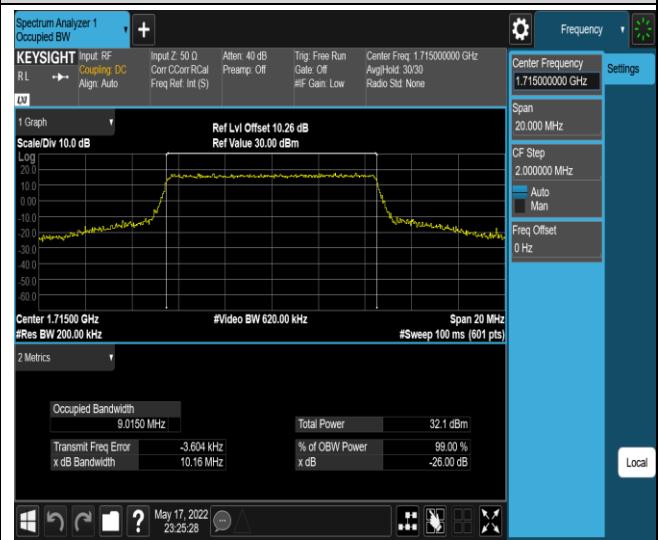 Spectrum Analyzer 1
Occupied BW
Frequency
KEYSIGHT
Input: RF
Input Z: 50 Ω
Atten: 40 dB
Trig: Free Run
Center Freq: 1.715000000 GHz
RL
Coupling: DC
Corr CCorr RCal
Preamp: Off
Gate: Off
Avg|Hold: 30/30
Align: Auto
Freq Ref: Int (S)
#IF Gain: Low
Radio Std: None
LXI
Center Frequency
1.715000000 GHz
Settings
Span
20.000 MHz
CF Step
2.000000 MHz
Auto
Man
Freq Offset
0 Hz
1 Graph
Ref Lvl Offset 10.26 dB
Scale/Div 10.0 dB
Ref Value 30.00 dBm
Log
20.0
10.0
0.00
-10.0
-20.0
-30.0
-40.0
-50.0
-60.0
Center 1.71500 GHz
#Video BW 620.00 kHz
Span 20 MHz
#Res BW 200.00 kHz
#Sweep 100 ms (601 pts)
2 Metrics
Occupied Bandwidth
9.0150 MHz
Total Power 32.1 dBm
Transmit Freq Error -3.604 kHz
% of OBW Power 99.00 %
x dB Bandwidth 10.16 MHz
x dB -26.00 dB
Local
?
May 17, 2022
23:25:28